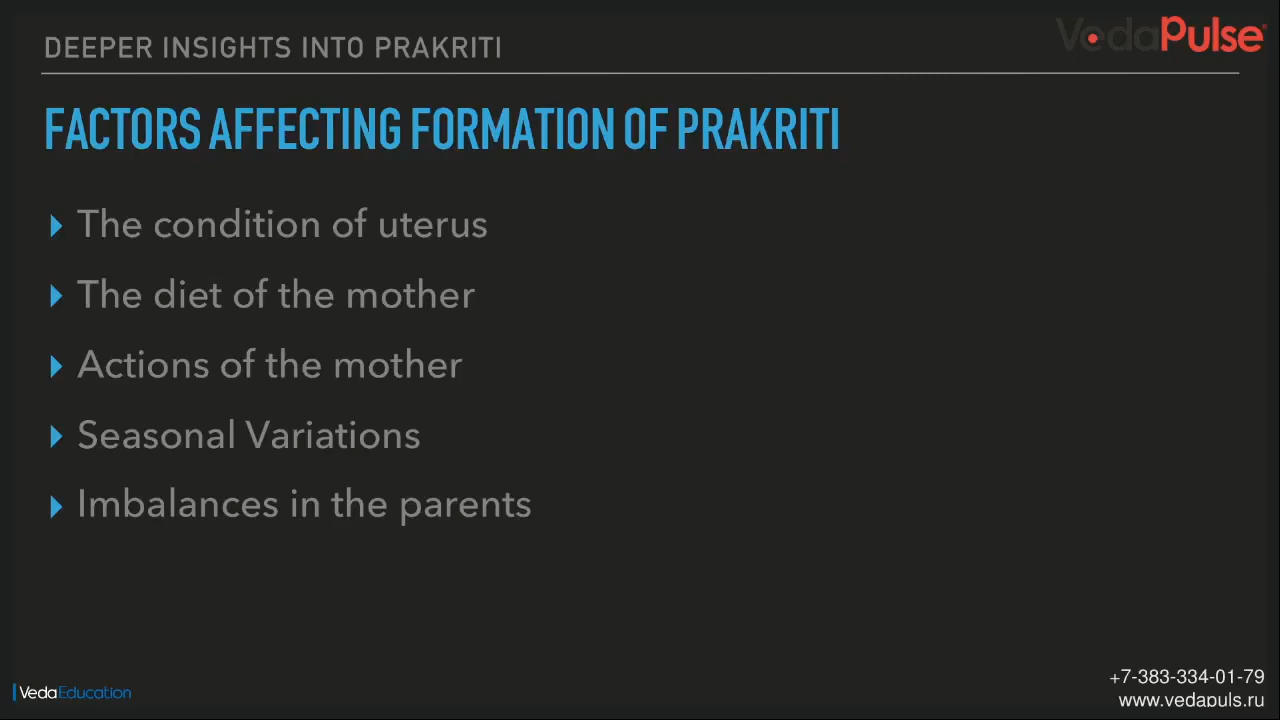 DEEPER INSIGHTS INTO PRAKRITI
VedaPulse®
FACTORS AFFECTING FORMATION OF PRAKRITI
The condition of uterus
The diet of the mother
Actions of the mother
Seasonal Variations
Imbalances in the parents
VedaEducation
+7-383-334-01-79
www.vedapuls.ru